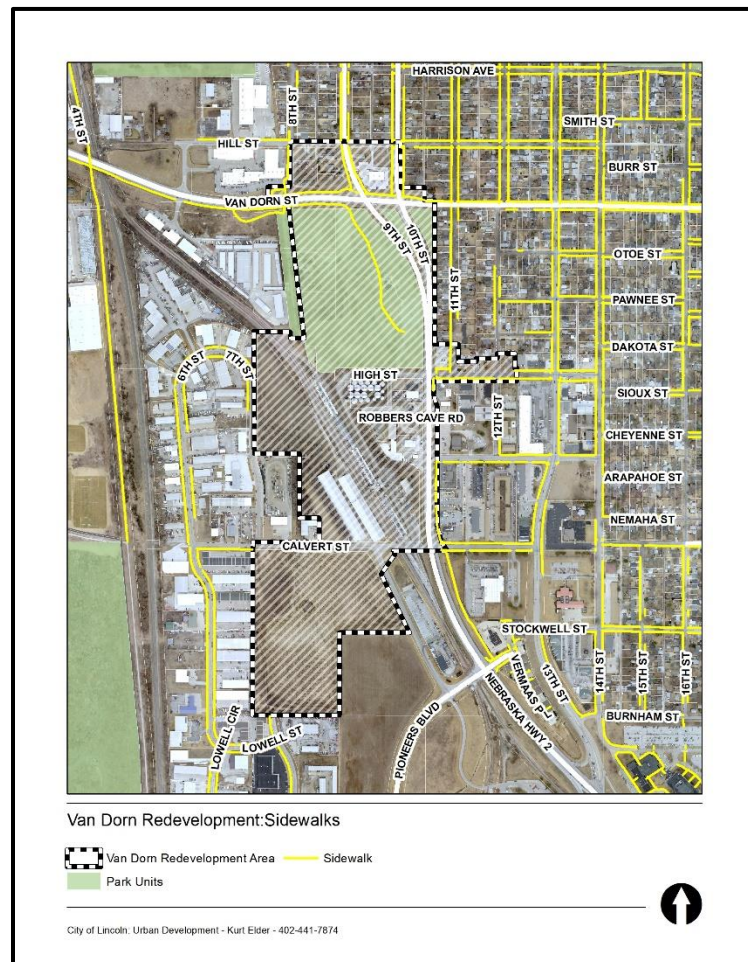 HARRISON AVE
4TH ST
8TH ST
SMITH ST
HILL ST
BURR ST
VAN DORN ST
9TH ST
10TH ST
OTOE ST
11TH ST
PAWNEE ST
6TH ST
7TH ST
DAKOTA ST
HIGH ST
SIOUX ST
ROBBERS CAVE RD
12TH ST
CHEYENNE ST
ARAPAHOE ST
NEMAHA ST
CALVERT ST
STOCKWELL ST
VERMAAS PL
13TH ST
14TH ST
15TH ST
16TH ST
NEBRASKA HWY 2
PIONEERS BLVD
BURNHAM ST
LOWELL CIR
LOWELL ST
Van Dorn Redevelopment:Sidewalks
Van Dorn Redevelopment Area
Sidewalk
Park Units
City of Lincoln: Urban Development - Kurt Elder - 402-441-7874